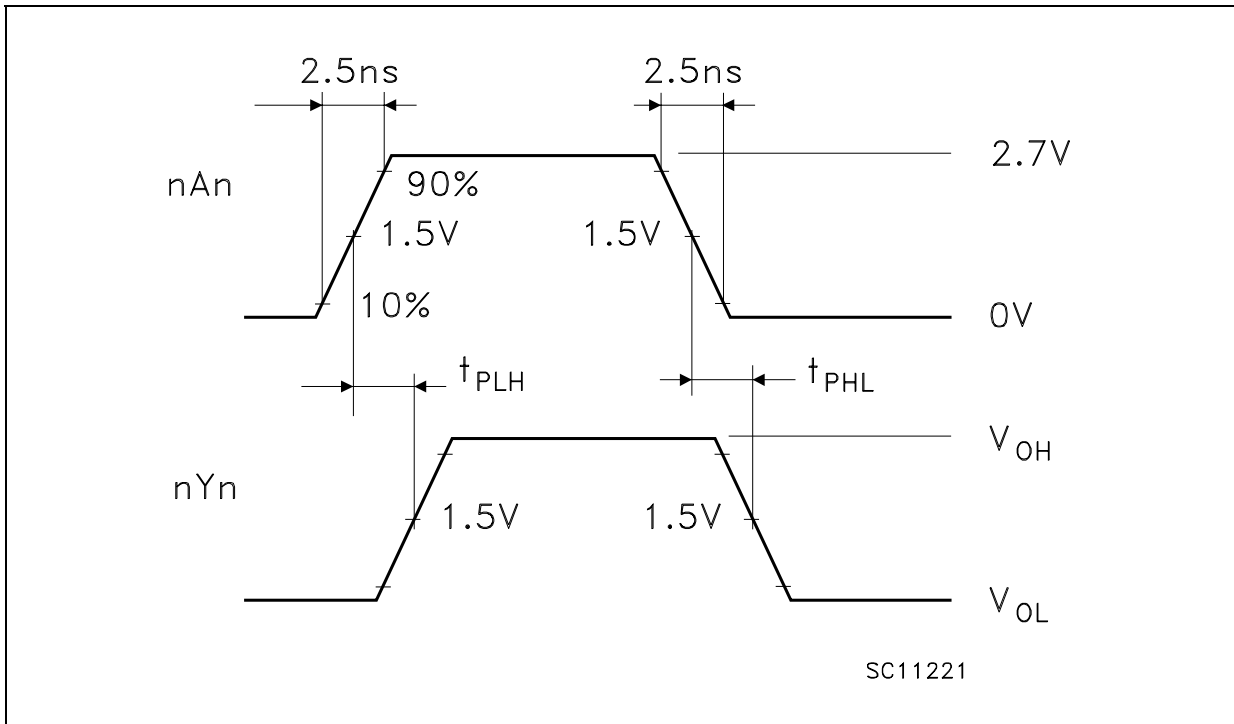 2.5ns 2.5ns
2.7V
nAn
90%
1.5V 1.5V
10%
0V
tPLH tPHL
VOH
nYn
1.5V 1.5V
VOL
SC11221